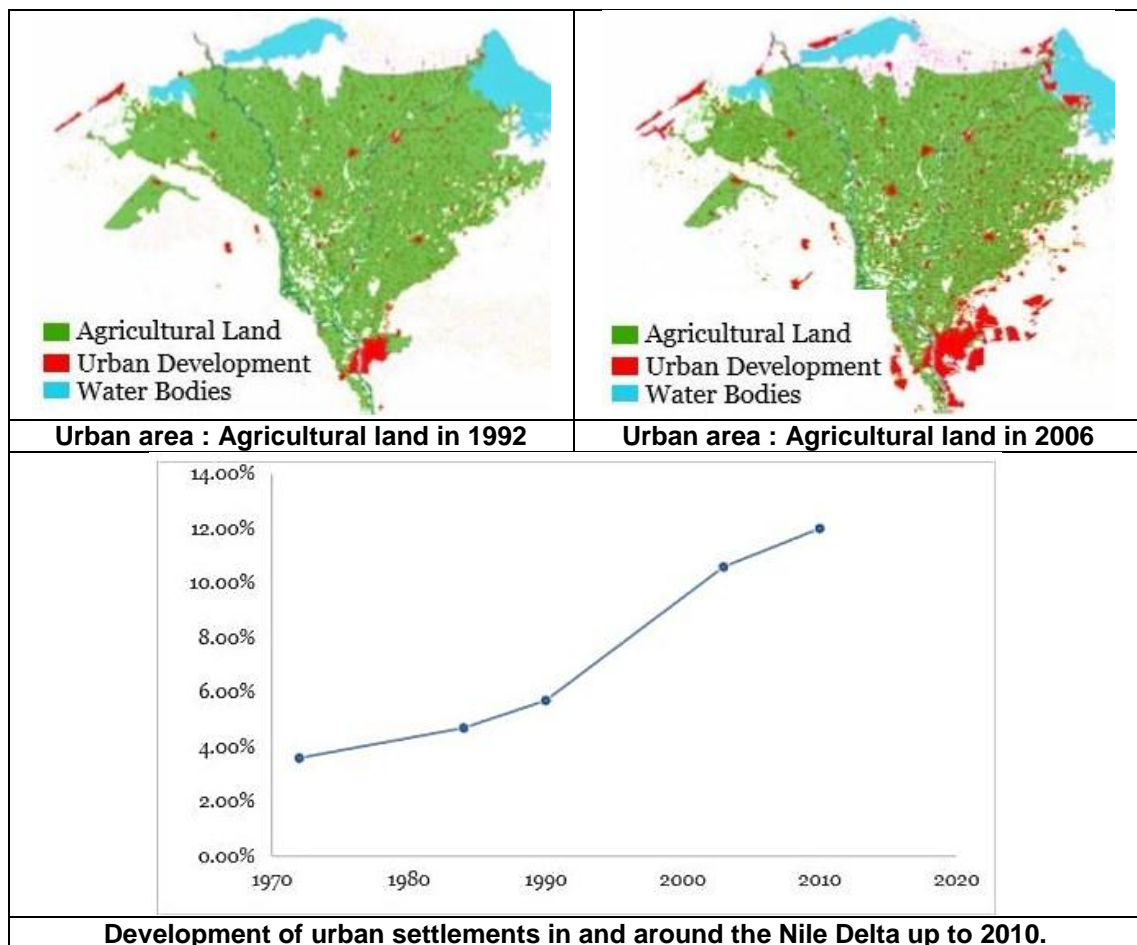 Agricultural Land
Urban Development
Water Bodies
Agricultural Land
Urban Development
Water Bodies
Urban area : Agricultural land in 1992
Urban area : Agricultural land in 2006
14.00%
12.00%
10.00%
8.00%
6.00%
4.00%
2.00%
0.00%
1970 1980 1990 2000 2010 2020
Development of urban settlements in and around the Nile Delta up to 2010.